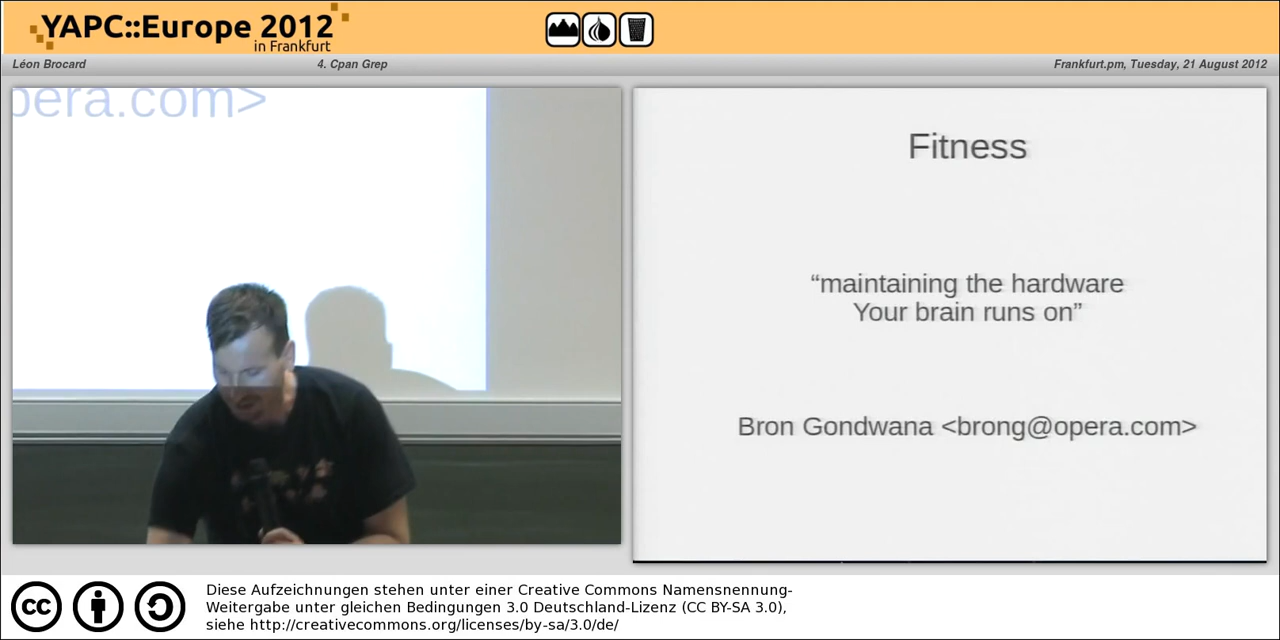 YAPC::Europe 2012
in Frankfurt
Léon Brocard 4. Cpan Grep Frankfurt.pm, Tuesday, 21 August 2012
pera.com>
Fitness
“maintaining the hardware
Your brain runs on”
Bron Gondwana <brong@opera.com>
cc
Diese Aufzeichnungen stehen unter einer Creative Commons Namensnennung-
Weitergabe unter gleichen Bedingungen 3.0 Deutschland-Lizenz (CC BY-SA 3.0),
siehe http://creativecommons.org/licenses/by-sa/3.0/de/